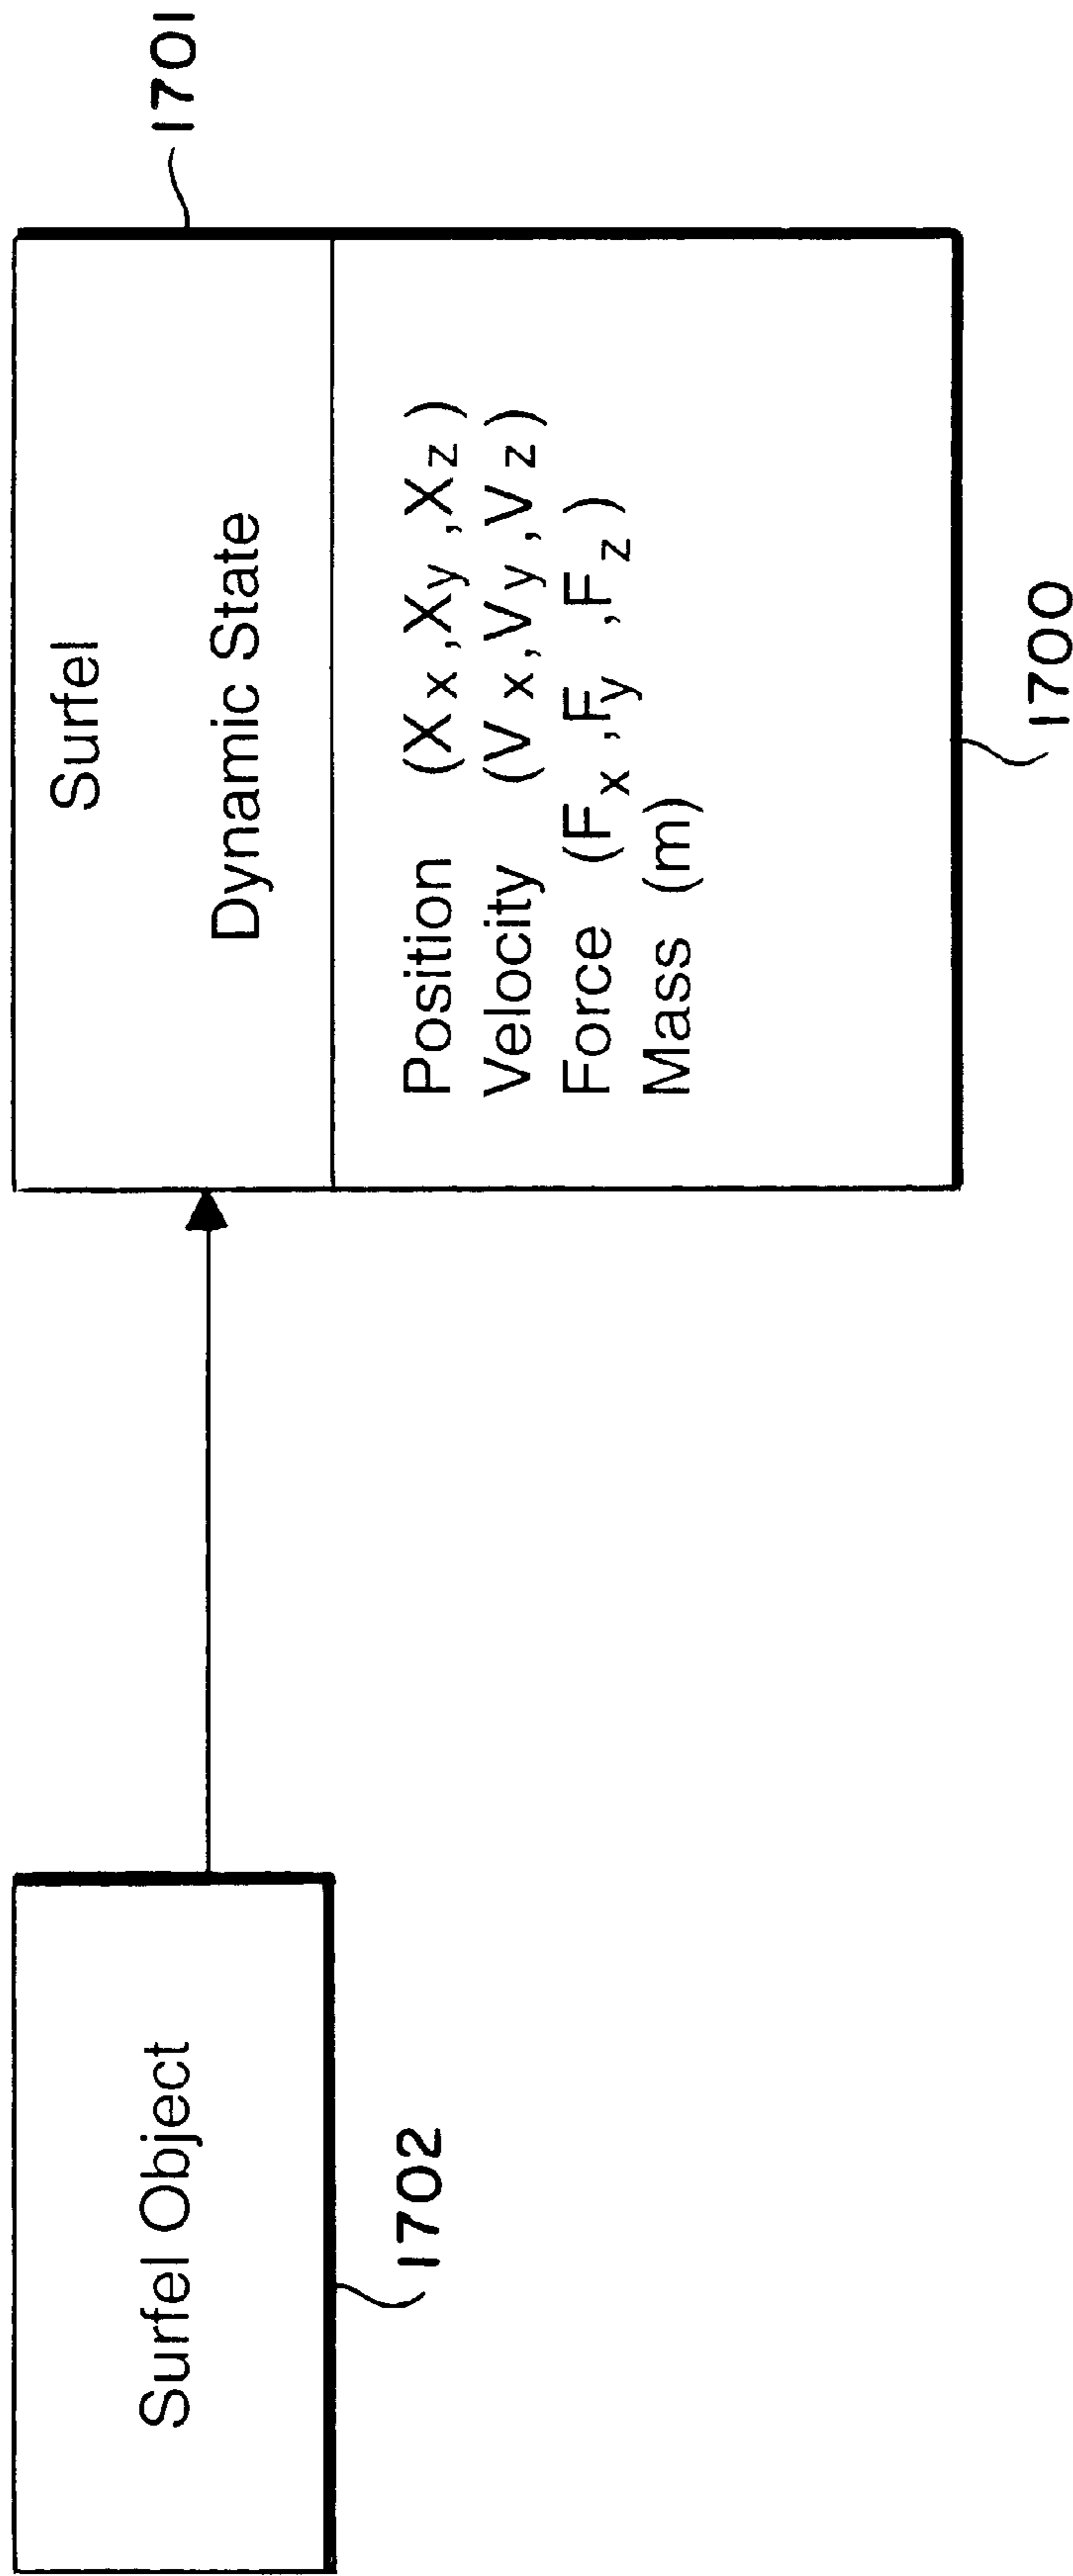 Surfel Object
1702
Surfel
Dynamic State
1701
Position (Xx,Xy,Xz)
Velocity (Vx,Vy,Vz)
Force (Fx,Fy,Fz)
Mass (m)
1700